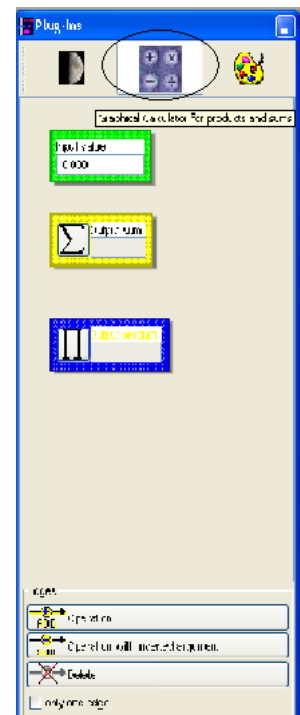 Plug-Ins
Graphical Calculator for products and sums
Input value
0.000
Output sum
Output product
Edges
Operation
Operation with inverted argument
Delete
only one edge